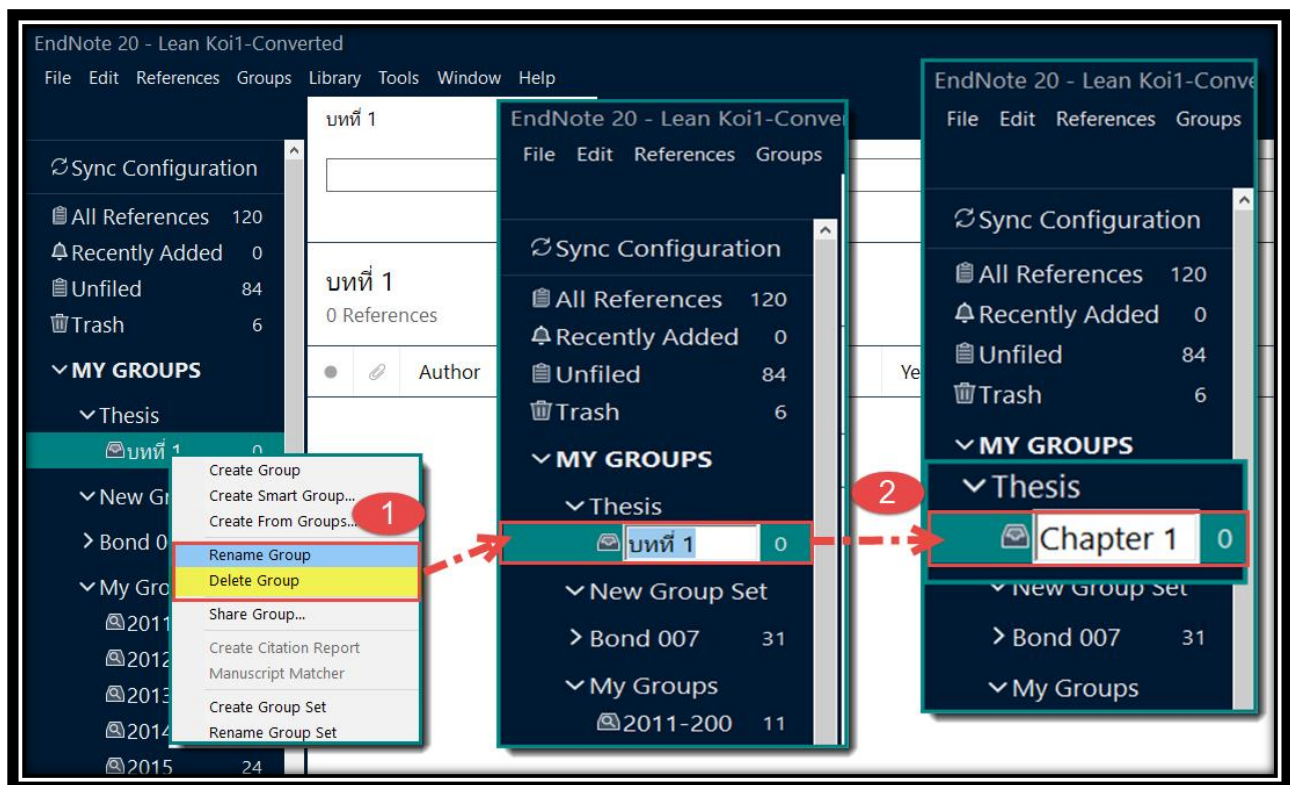 EndNote 20 - Lean Koi1-Converted
File Edit References Groups Library Tools Window Help
บทที่ 1
Sync Configuration
All References 120
Recently Added 0
Unfiled 84
Trash 6
MY GROUPS
Thesis
บทที่ 1 0
New Gr
Bond 0
My Gro
2011
2012
2013
2014
2015 24
บทที่ 1
0 References
Author
Ye
Create Group
Create Smart Group...
Create From Groups...
1
Rename Group
Delete Group
Share Group...
Create Citation Report
Manuscript Matcher
Create Group Set
Rename Group Set
EndNote 20 - Lean Koi1-Conver
File Edit References Groups
Sync Configuration
All References 120
Recently Added 0
Unfiled 84
Trash 6
MY GROUPS
Thesis
บทที่ 1 0
New Group Set
Bond 007 31
My Groups
2011-200 11
2
EndNote 20 - Lean Koi1-Conve
File Edit References Groups
Sync Configuration
All References 120
Recently Added 0
Unfiled 84
Trash 6
MY GROUPS
Thesis
Chapter 1 0
New Group Set
Bond 007 31
My Groups